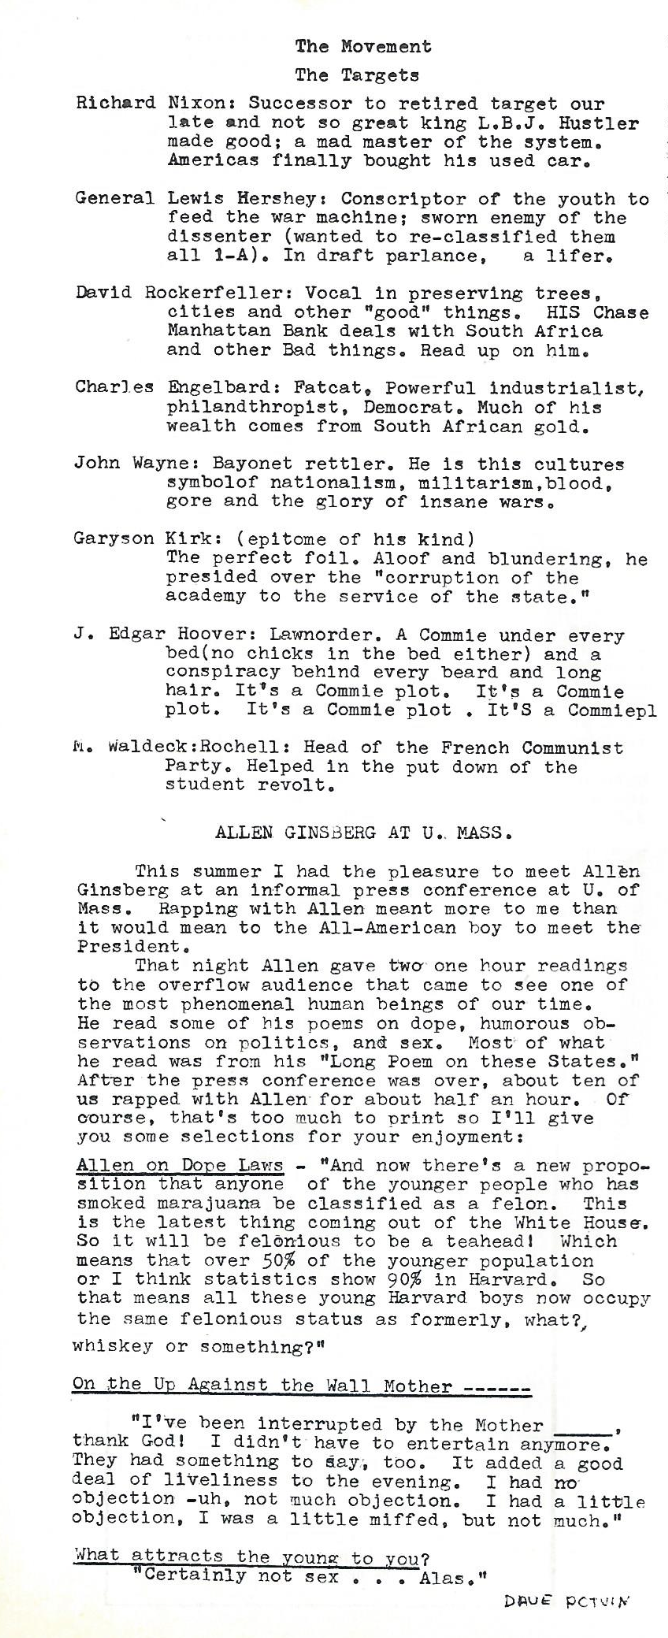 The Movement
The Targets
Richard Nixon: Successor to retired target our
late and not so great king L.B.J. Hustler
made good; a mad master of the system.
Americas finally bought his used car.
General Lewis Hershey: Conscriptor of the youth to
feed the war machine; sworn enemy of the
dissenter (wanted to re-classified them
all 1-A). In draft parlance, a lifer.
David Rockerfeller: Vocal in preserving trees,
cities and other "good" things. HIS Chase
Manhattan Bank deals with South Africa
and other Bad things. Read up on him.
Charles Engelbard: Fatcat, Powerful industrialist,
philandthropist, Democrat. Much of his
wealth comes from South African gold.
John Wayne: Bayonet rettler. He is this cultures
symbolof nationalism, militarism,blood,
gore and the glory of insane wars.
Garyson Kirk: (epitome of his kind)
The perfect foil. Aloof and blundering, he
presided over the "corruption of the
academy to the service of the state."
J. Edgar Hoover: Lawnorder. A Commie under every
bed(no chicks in the bed either) and a
conspiracy behind every beard and long
hair. It's a Commie plot. It's a Commie
plot. It's a Commie plot . It'S a Commiepl
M. Waldeck:Rochell: Head of the French Communist
Party. Helped in the put down of the
student revolt.
ALLEN GINSBERG AT U. MASS.
This summer I had the pleasure to meet Allen
Ginsberg at an informal press conference at U. of
Mass. Rapping with Allen meant more to me than
it would mean to the All-American boy to meet the
President.
That night Allen gave two one hour readings
to the overflow audience that came to see one of
the most phenomenal human beings of our time.
He read some of his poems on dope, humorous ob-
servations on politics, and sex. Most of what
he read was from his "Long Poem on these States."
After the press conference was over, about ten of
us rapped with Allen for about half an hour. Of
course, that's too much to print so I'll give
you some selections for your enjoyment:
Allen on Dope Laws - "And now there's a new propo-
sition that anyone of the younger people who has
smoked marajuana be classified as a felon. This
is the latest thing coming out of the White House.
So it will be felonious to be a teahead! Which
means that over 50% of the younger population
or I think statistics show 90% in Harvard. So
that means all these young Harvard boys now occupy
the same felonious status as formerly, what?,
whiskey or something?"
On the Up Against the Wall Mother ------
"I've been interrupted by the Mother _____,
thank God! I didn't have to entertain anymore.
They had something to say, too. It added a good
deal of liveliness to the evening. I had no
objection -uh, not much objection. I had a little
objection, I was a little miffed, but not much."
What attracts the young to you?
"Certainly not sex . . . Alas."
DAVE